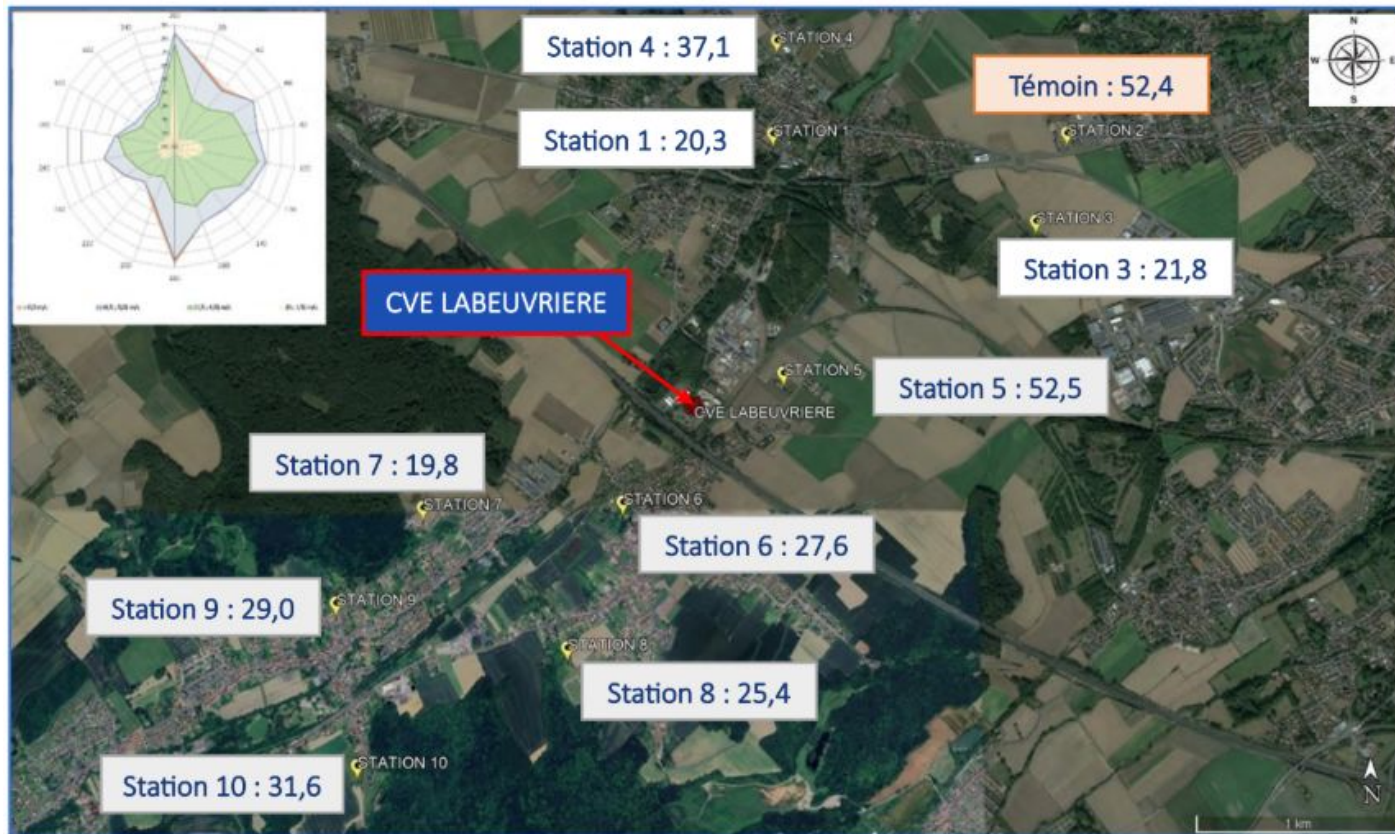 Station 4 : 37,1
STATION 4
Témoin : 52,4
N
W
E
S
Station 1 : 20,3
STATION 1
STATION 2
STATION 3
Station 3 : 21,8
CVE LABEUVRIERE
STATION 5
Station 5 : 52,5
CVE LABEUVRIERE
Station 7 : 19,8
STATION 7
STATION 6
Station 6 : 27,6
Station 9 : 29,0
STATION 9
STATION 8
Station 8 : 25,4
Station 10 : 31,6
STATION 10
N
1 km